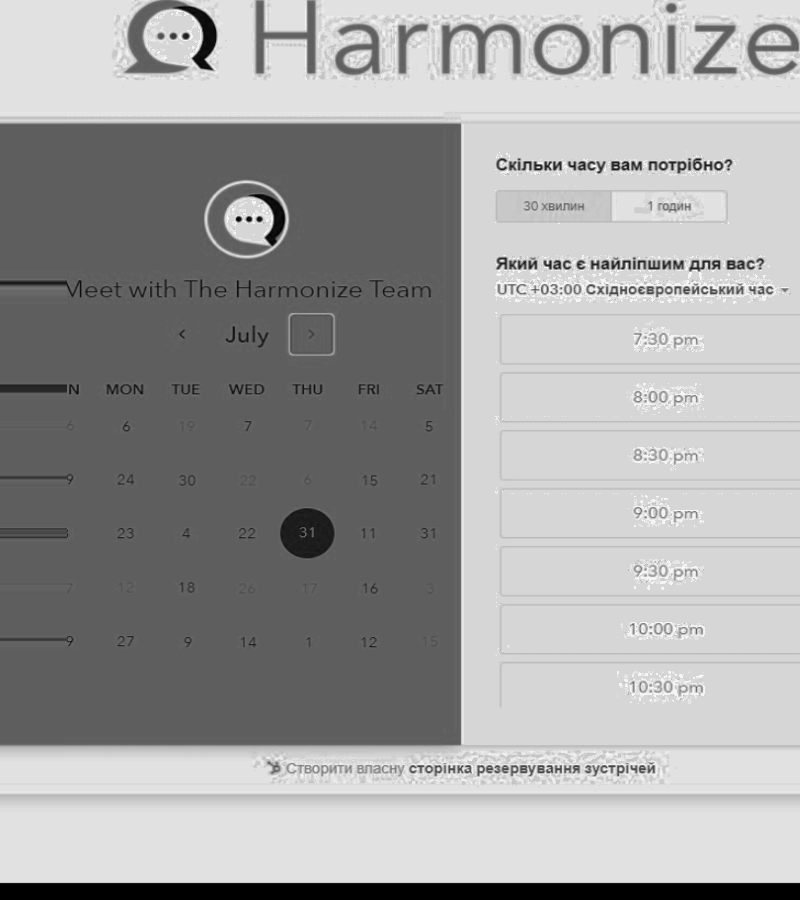 Harmonize
Meet with The Harmonize Team
July
N MON TUE WED THU FRI SAT
6 6 19 7 7 14 5
9 24 30 22 6 15 21
23 4 22 31 11 31
7 12 18 26 17 16 3
9 27 9 14 1 12 15
Скільки часу вам потрібно?
30 хвилин 1 годин
Який час є найліпшим для вас?
UTC +03:00 Східноєвропейський час
7:30 pm
8:00 pm
8:30 pm
9:00 pm
9:30 pm
10:00 pm
10:30 pm
Створити власну сторінка резервування зустрічей